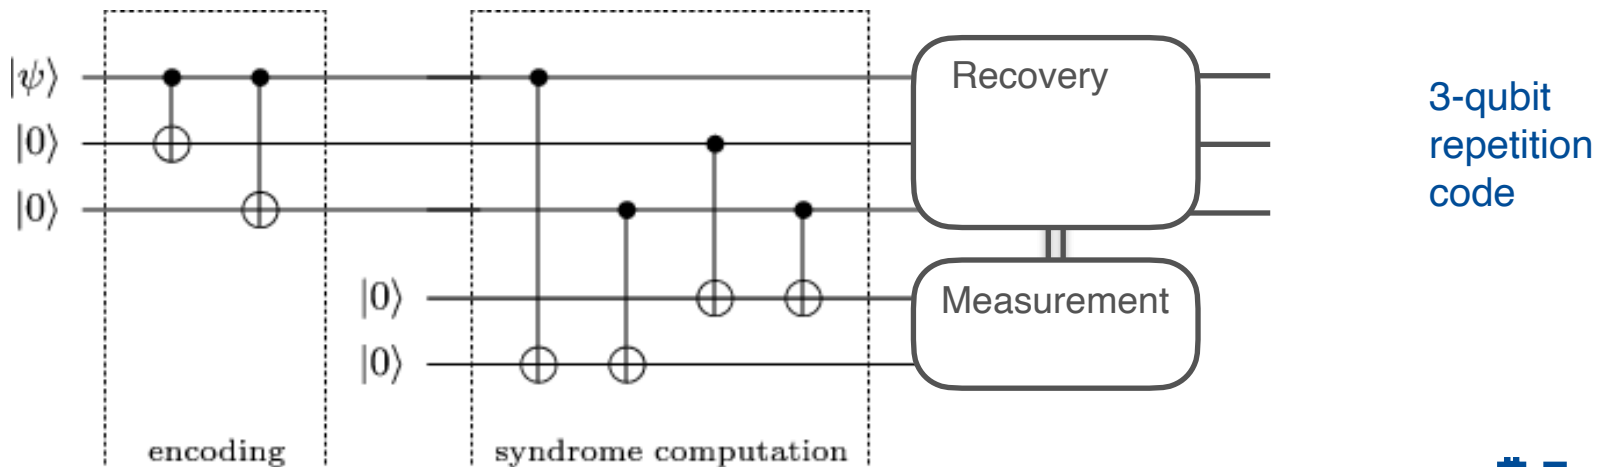 |ψ⟩
|0⟩
|0⟩
|0⟩
|0⟩
Recovery
Measurement
3-qubit
repetition
code
encoding
syndrome computation